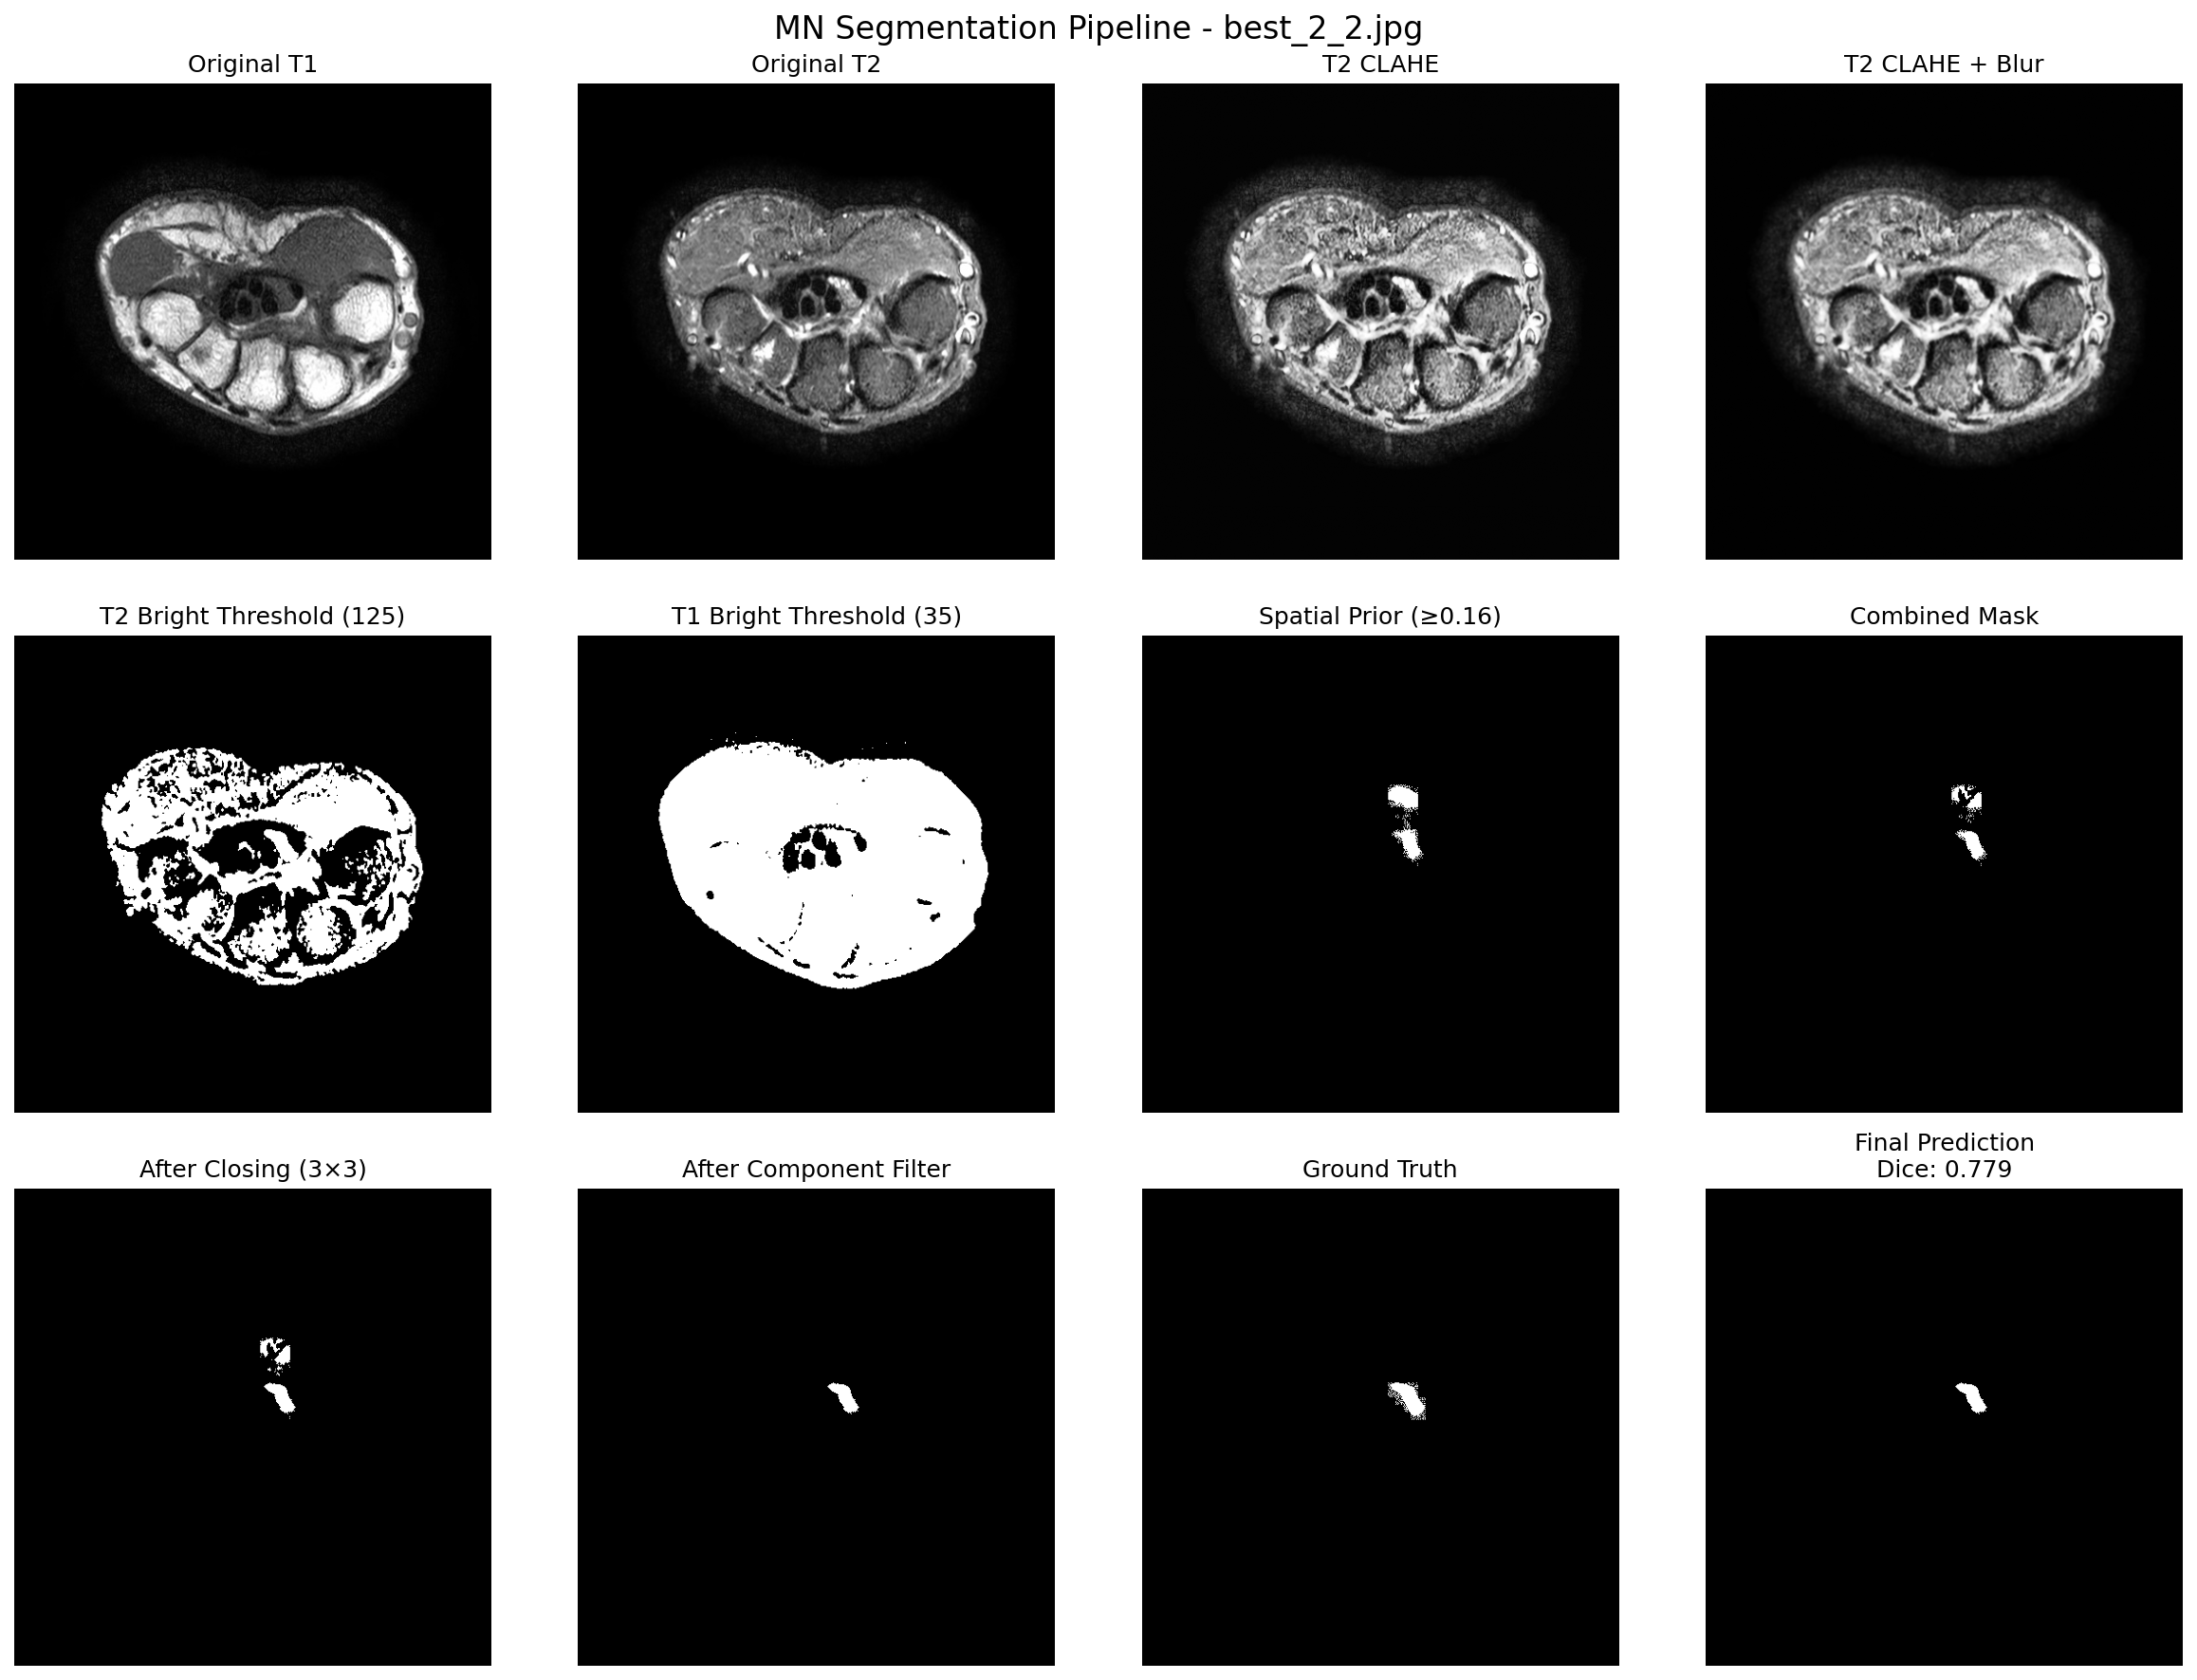 MN Segmentation Pipeline - best_2_2.jpg
Original T1
Original T2
T2 CLAHE
T2 CLAHE + Blur
T2 Bright Threshold (125)
T1 Bright Threshold (35)
Spatial Prior (≥0.16)
Combined Mask
After Closing (3×3)
After Component Filter
Ground Truth
Final Prediction
Dice: 0.779